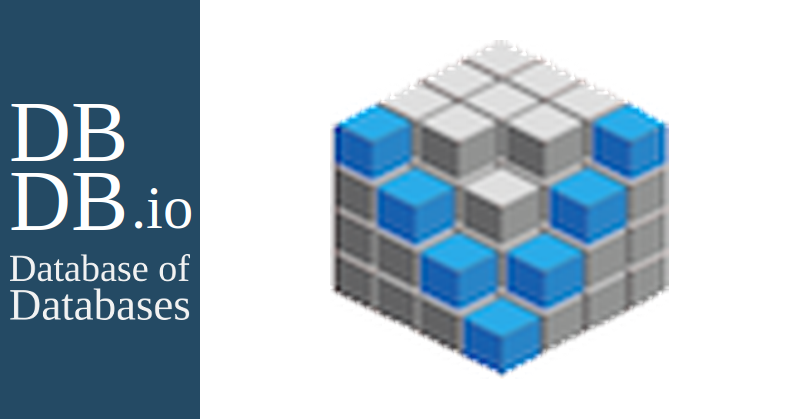 DB
DB.io
Database of
Databases